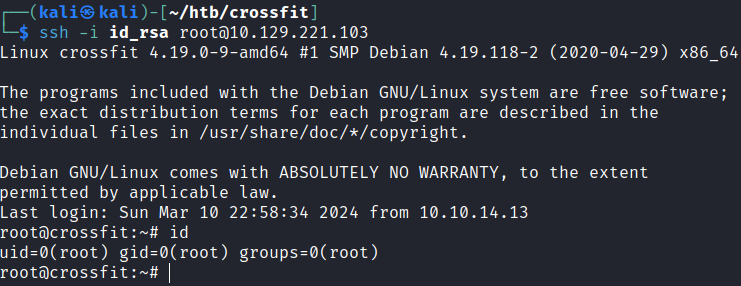 ┌──(kali㉿kali)-[~/htb/crossfit]
└─$ ssh -i id_rsa root@10.129.221.103
Linux crossfit 4.19.0-9-amd64 #1 SMP Debian 4.19.118-2 (2020-04-29) x86_64

The programs included with the Debian GNU/Linux system are free software;
the exact distribution terms for each program are described in the
individual files in /usr/share/doc/*/copyright.

Debian GNU/Linux comes with ABSOLUTELY NO WARRANTY, to the extent
permitted by applicable law.
Last login: Sun Mar 10 22:58:34 2024 from 10.10.14.13
root@crossfit:~# id
uid=0(root) gid=0(root) groups=0(root)
root@crossfit:~#